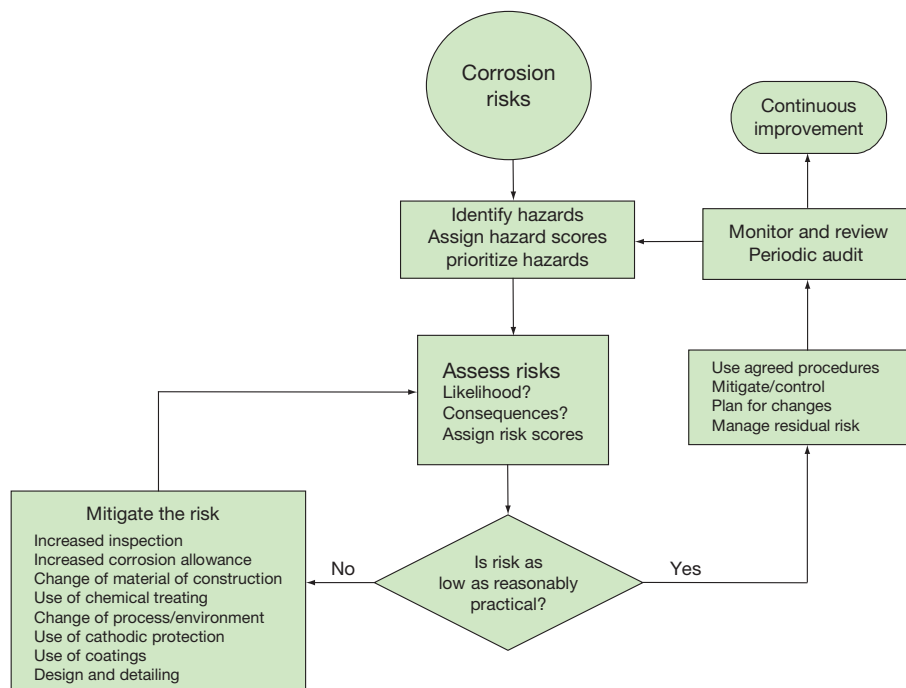 Corrosion
risks
Continuous
improvement
Identify hazards
Assign hazard scores
prioritize hazards
Monitor and review
Periodic audit
Assess risks
Likelihood?
Consequences?
Assign risk scores
Use agreed procedures
Mitigate/control
Plan for changes
Manage residual risk
Mitigate the risk
Increased inspection
Increased corrosion allowance
Change of material of construction
Use of chemical treating
Change of process/environment
Use of cathodic protection
Use of coatings
Design and detailing
No
Is risk as
low as reasonably
practical?
Yes